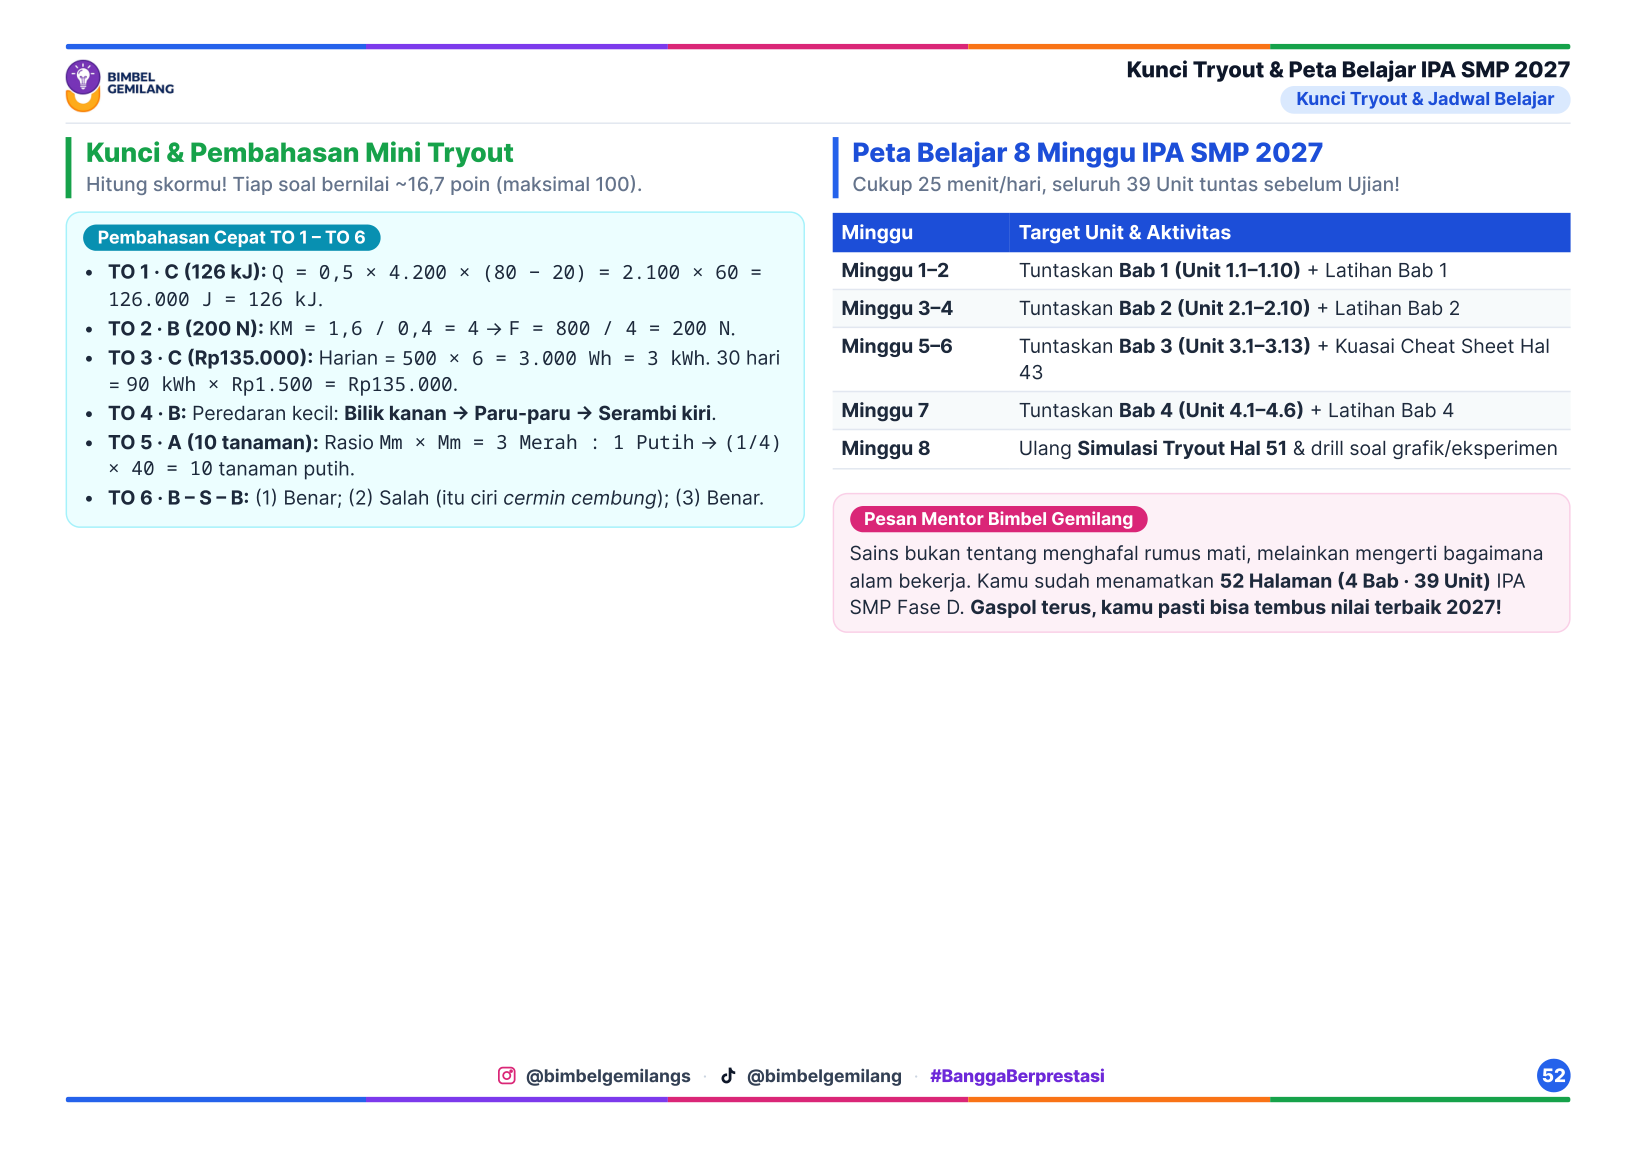 BIMBEL
GEMILANG
Kunci Tryout & Peta Belajar IPA SMP 2027
Kunci Tryout & Jadwal Belajar
Kunci & Pembahasan Mini Tryout
Hitung skormu! Tiap soal bernilai ~16,7 poin (maksimal 100).
Pembahasan Cepat TO 1 – TO 6
• TO 1 · C (126 kJ): Q = 0,5 × 4.200 × (80 − 20) = 2.100 × 60 =
126.000 J = 126 kJ.
• TO 2 · B (200 N): KM = 1,6 / 0,4 = 4 → F = 800 / 4 = 200 N.
• TO 3 · C (Rp135.000): Harian = 500 × 6 = 3.000 Wh = 3 kWh. 30 hari
= 90 kWh × Rp1.500 = Rp135.000.
• TO 4 · B: Peredaran kecil: Bilik kanan → Paru-paru → Serambi kiri.
• TO 5 · A (10 tanaman): Rasio Mm × Mm = 3 Merah : 1 Putih → (1/4)
× 40 = 10 tanaman putih.
• TO 6 · B – S – B: (1) Benar; (2) Salah (itu ciri cermin cembung); (3) Benar.
Peta Belajar 8 Minggu IPA SMP 2027
Cukup 25 menit/hari, seluruh 39 Unit tuntas sebelum Ujian!
Minggu Target Unit & Aktivitas
Minggu 1–2 Tuntaskan Bab 1 (Unit 1.1–1.10) + Latihan Bab 1
Minggu 3–4 Tuntaskan Bab 2 (Unit 2.1–2.10) + Latihan Bab 2
Minggu 5–6 Tuntaskan Bab 3 (Unit 3.1–3.13) + Kuasai Cheat Sheet Hal
43
Minggu 7 Tuntaskan Bab 4 (Unit 4.1–4.6) + Latihan Bab 4
Minggu 8 Ulang Simulasi Tryout Hal 51 & drill soal grafik/eksperimen
Pesan Mentor Bimbel Gemilang
Sains bukan tentang menghafal rumus mati, melainkan mengerti bagaimana
alam bekerja. Kamu sudah menamatkan 52 Halaman (4 Bab · 39 Unit) IPA
SMP Fase D. Gaspol terus, kamu pasti bisa tembus nilai terbaik 2027!
@bimbelgemilangs · @bimbelgemilang · #BanggaBerprestasi
52